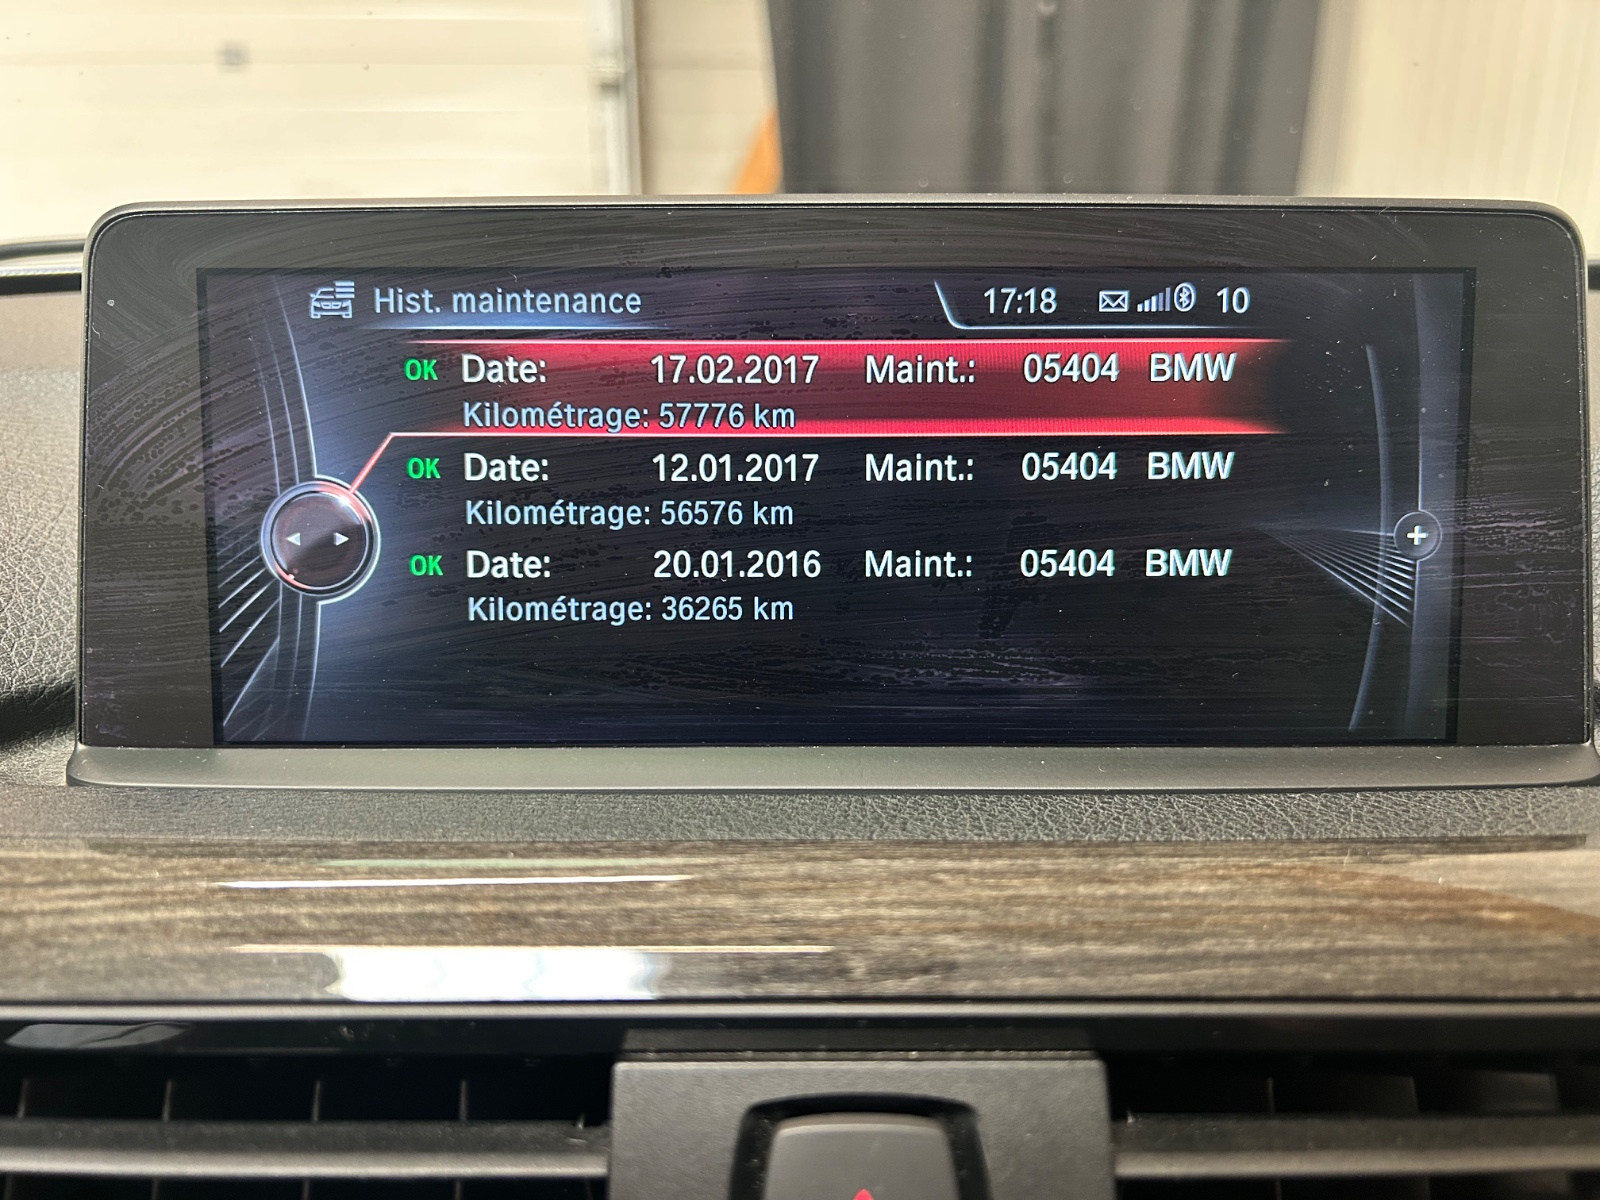 Hist. maintenance 17:18 10
OK Date: 17.02.2017 Maint.: 05404 BMW
Kilométrage: 57776 km
OK Date: 12.01.2017 Maint.: 05404 BMW
Kilométrage: 56576 km
OK Date: 20.01.2016 Maint.: 05404 BMW
Kilométrage: 36265 km